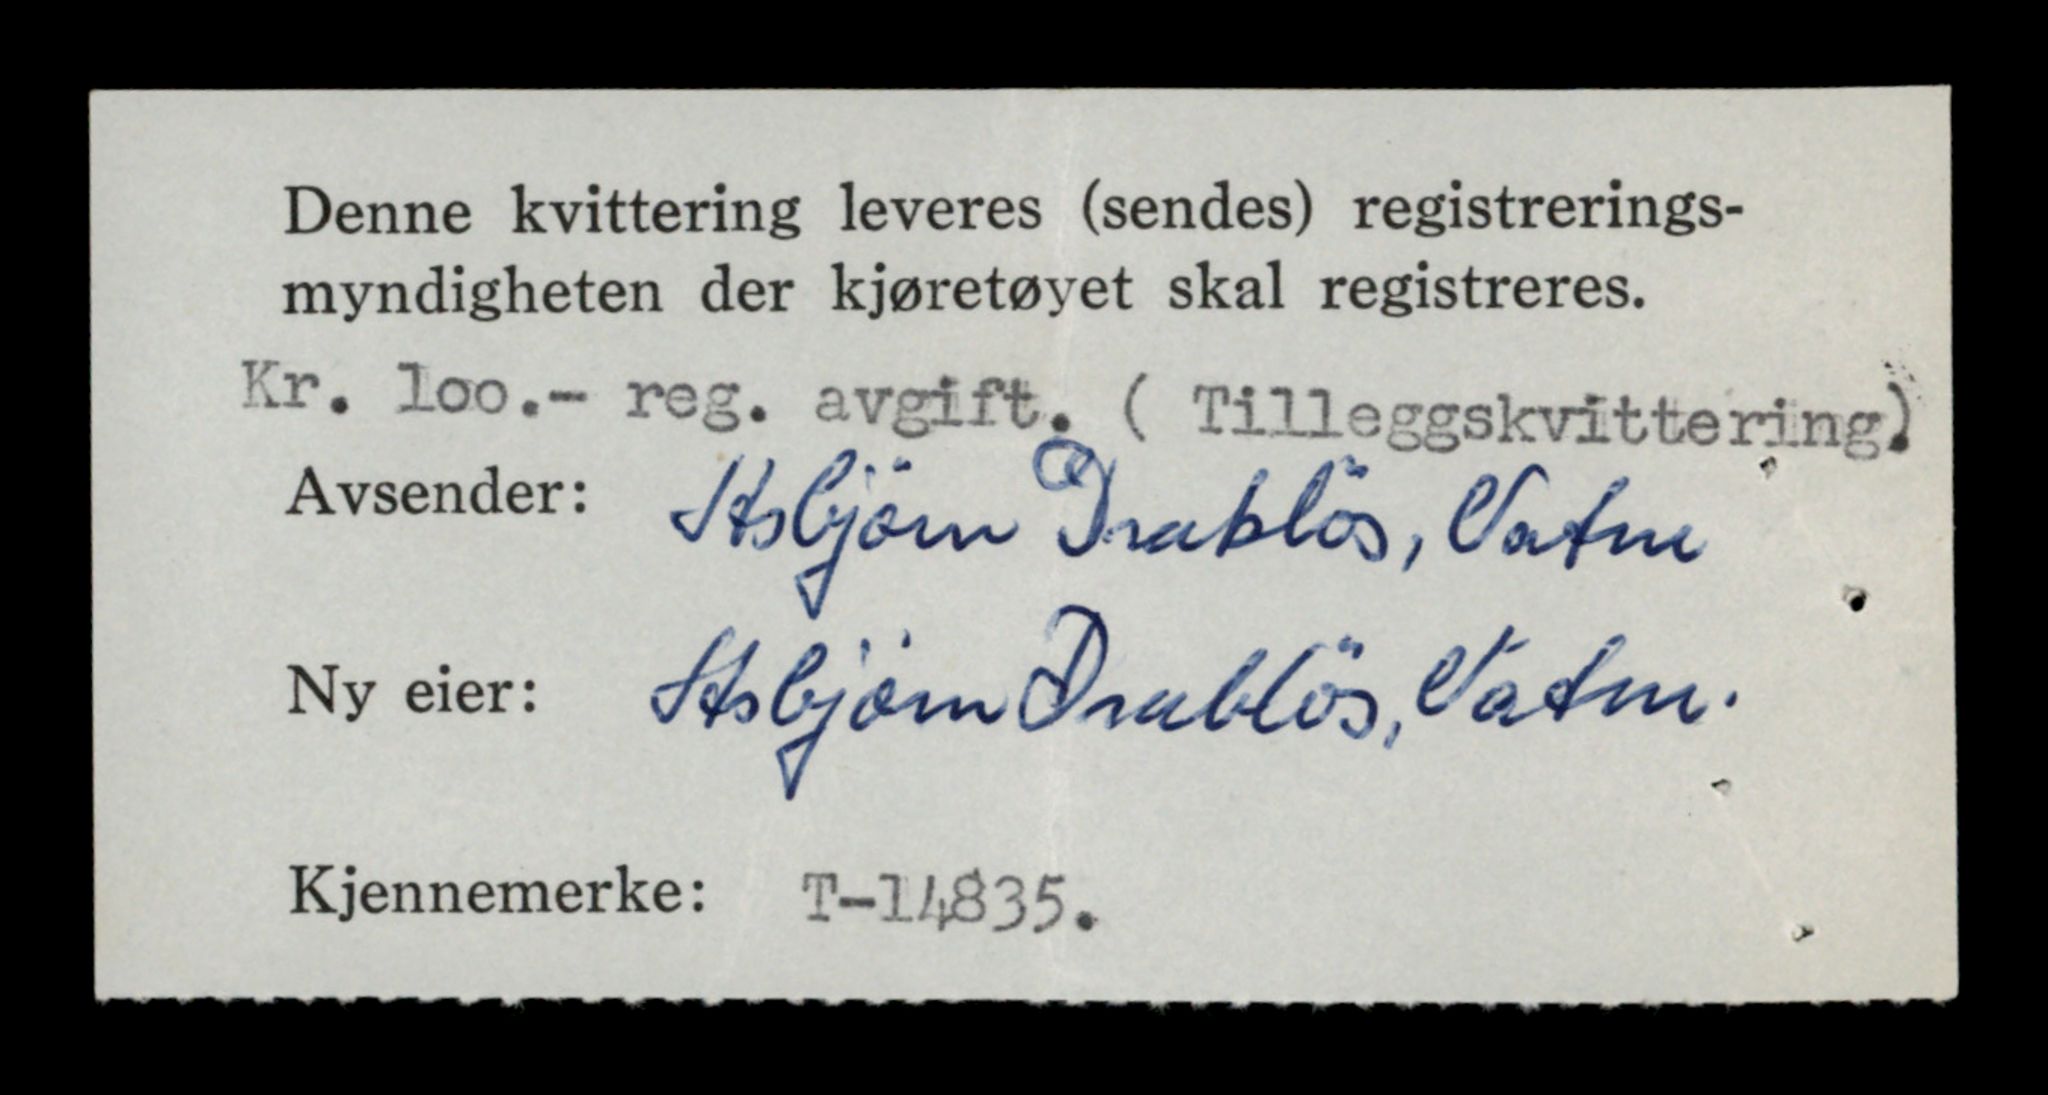 Denne kvittering leveres (sendes) registrerings-
myndigheten der kjøretøyet skal registreres.
Kr. loo.- reg. avgift. ( Tilleggskvittering)
Avsender: Asbjörn Drablös, Vatne
Ny eier: Asbjörn Drablös, Vatne.
Kjennemerke: T-14835.